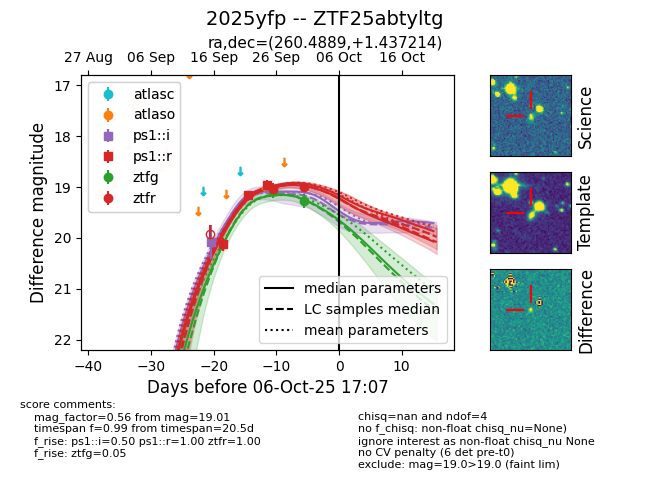 2025yfp -- ZTF25abtyltg
ra,dec=(260.4889,+1.437214)
27 Aug 06 Sep 16 Sep 26 Sep 06 Oct 16 Oct
17
18
19
20
21
22
Difference magnitude
atlasc
atlaso
ps1::i
ps1::r
ztfg
ztfr
median parameters
LC samples median
mean parameters
−40 −30 −20 −10 0 10
Days before 06-Oct-25 17:07
Science
Template
Difference
score comments:
mag_factor=0.56 from mag=19.01
timespan f=0.99 from timespan=20.5d
f_rise: ps1::i=0.50 ps1::r=1.00 ztfr=1.00
f_rise: ztfg=0.05
chisq=nan and ndof=4
no f_chisq: non-float chisq_nu=None)
ignore interest as non-float chisq_nu None
no CV penalty (6 det pre-t0)
exclude: mag=19.0>19.0 (faint lim)